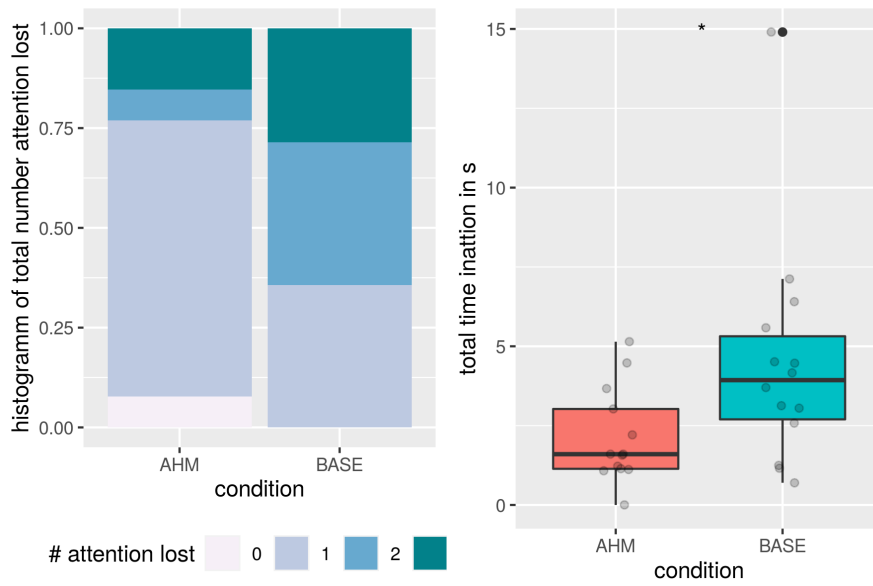 histogramm of total number attention lost
1.00
0.75
0.50
0.25
0.00
AHM BASE
condition
# attention lost 0 1 2
total time inattion in s
*
15
10
5
0
AHM BASE
condition